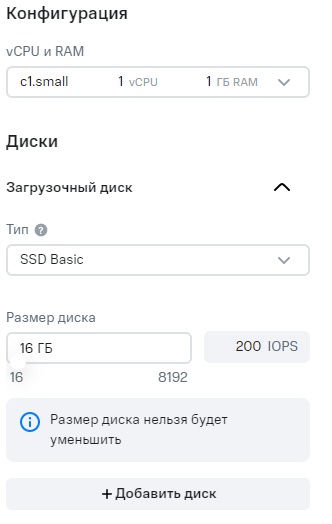 Конфигурация
vCPU и RAM
c1.small 1 vCPU 1 ГБ RAM
Диски
Загрузочный диск
Тип ?
SSD Basic
Размер диска
16 ГБ 200 IOPS
16 8192
Размер диска нельзя будет
уменьшить
+ Добавить диск